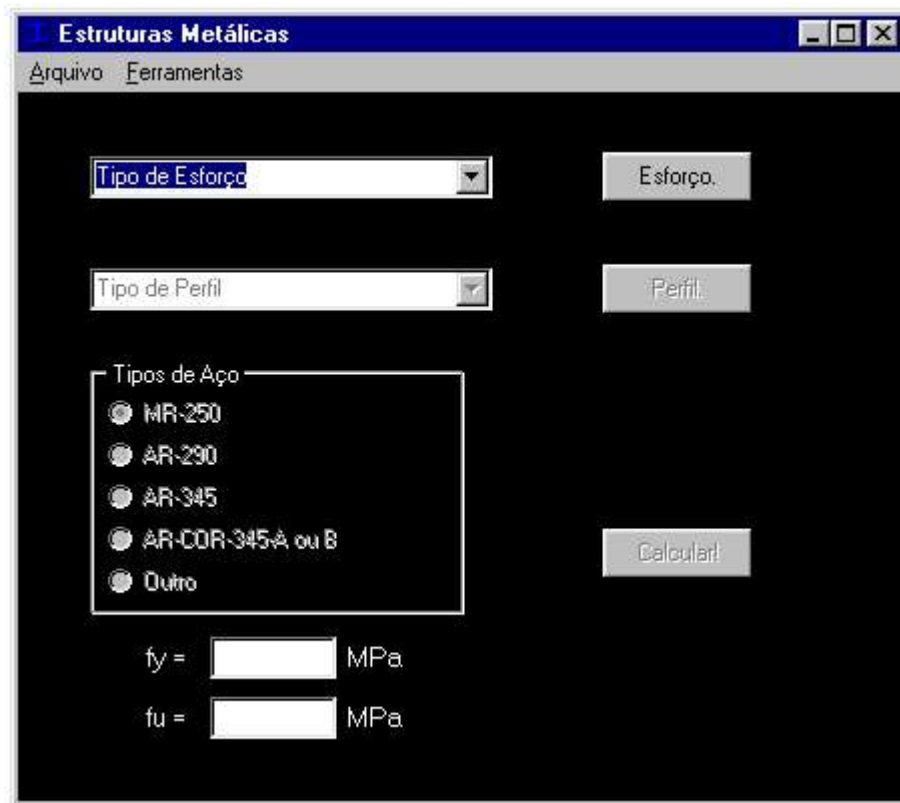 Estruturas Metálicas
Arquivo Ferramentas
Tipo de Esforço
Esforço.
Tipo de Perfil
Perfil.
Tipos de Aço
MR-250
AR-290
AR-345
AR-COR-345-A ou B
Outro
Calcular!
fy = MPa
fu = MPa